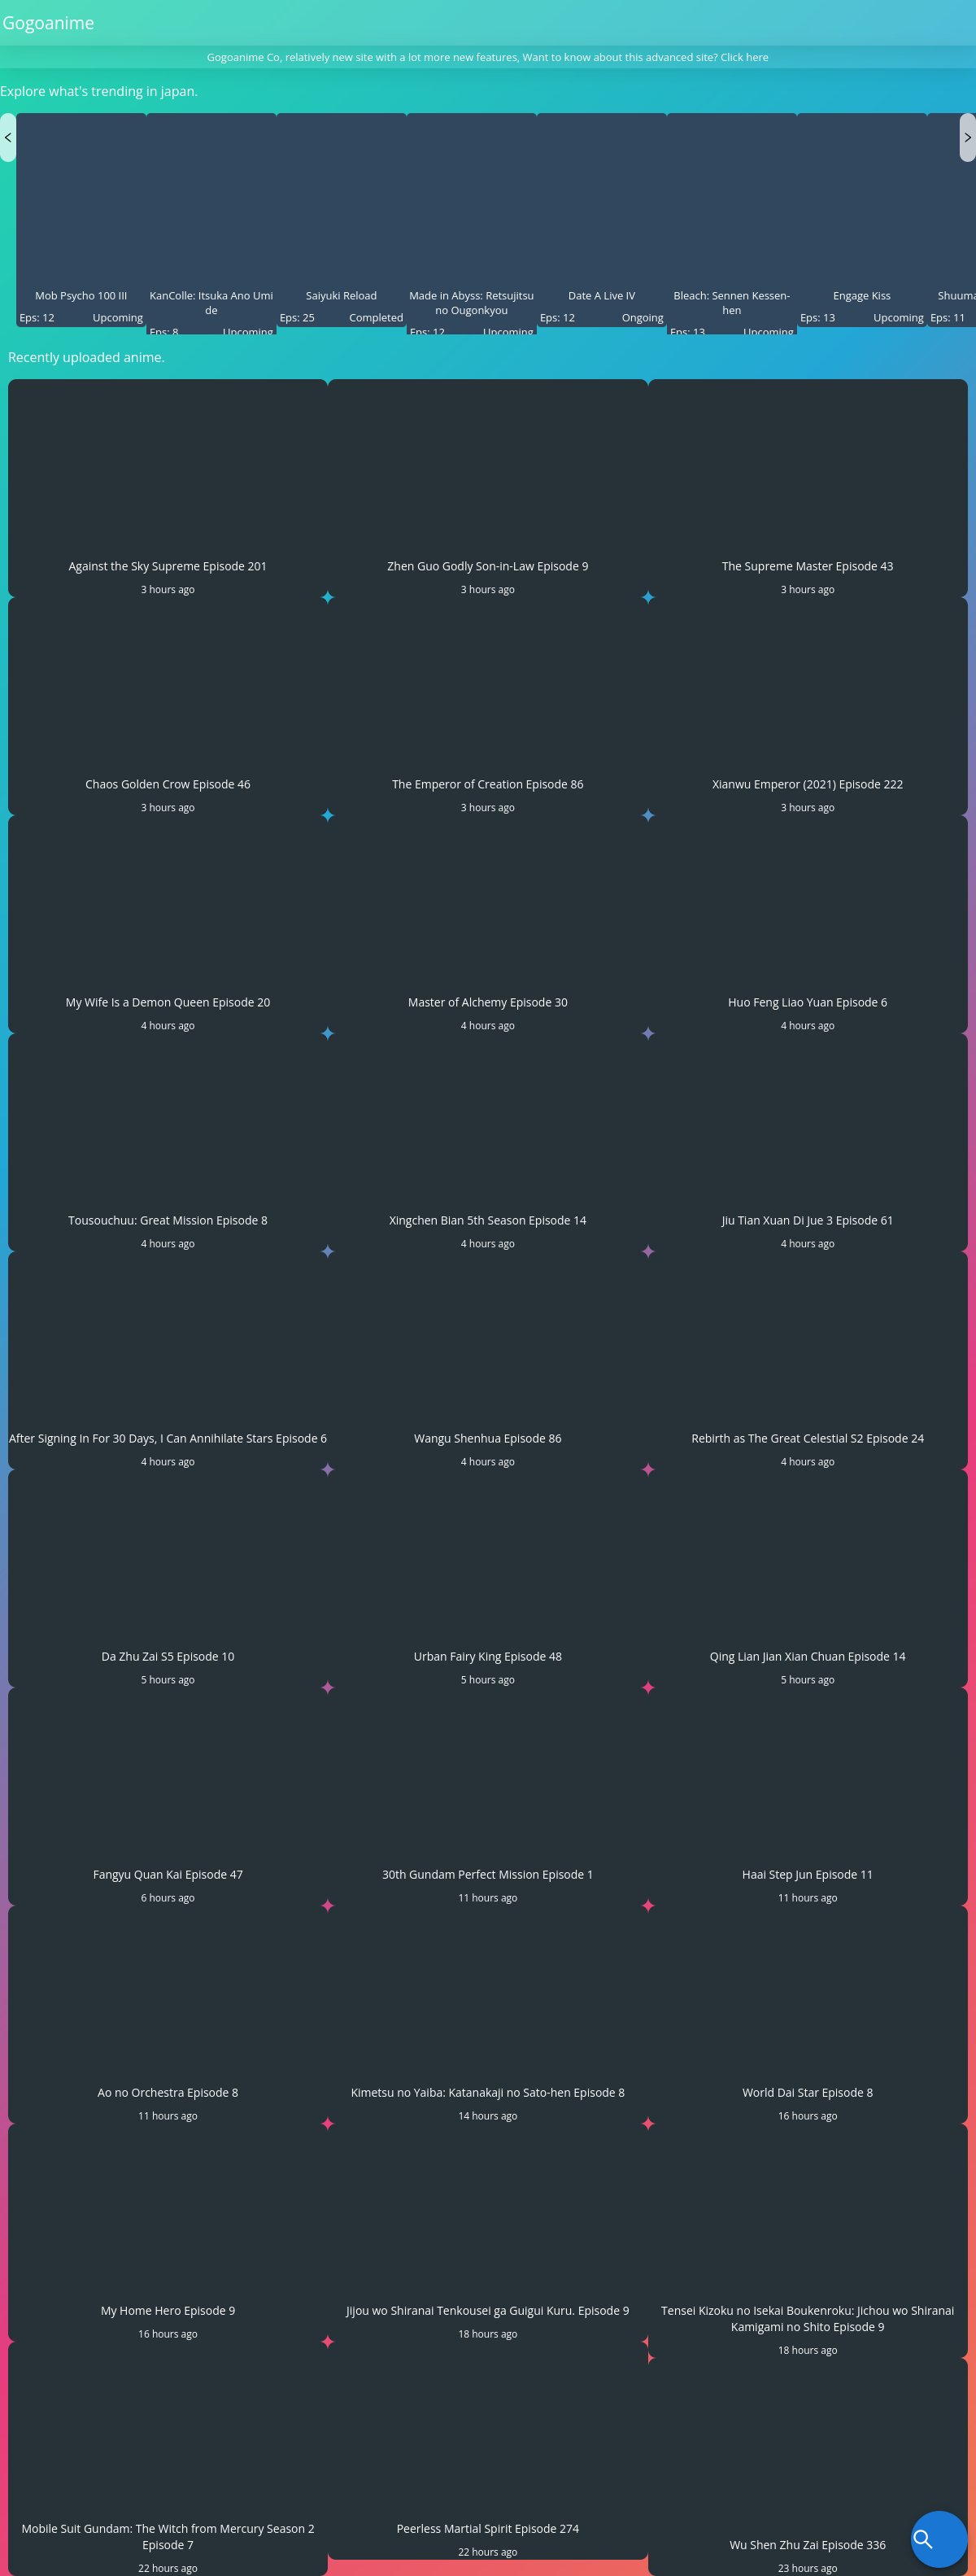 Gogoanime
Gogoanime Co, relatively new site with a lot more new features, Want to know about this advanced site? Click here
Explore what's trending in japan.
Mob Psycho 100 III
Eps: 12 Upcoming
KanColle: Itsuka Ano Umi
de
Eps: 8 Upcoming
Saiyuki Reload
Eps: 25 Completed
Made in Abyss: Retsujitsu
no Ougonkyou
Eps: 12 Upcoming
Date A Live IV
Eps: 12 Ongoing
Bleach: Sennen Kessen-
hen
Eps: 13 Upcoming
Engage Kiss
Eps: 13 Upcoming
Eps: 11
Recently uploaded anime.
Against the Sky Supreme Episode 201
3 hours ago
Zhen Guo Godly Son-in-Law Episode 9
3 hours ago
The Supreme Master Episode 43
3 hours ago
Chaos Golden Crow Episode 46
3 hours ago
The Emperor of Creation Episode 86
3 hours ago
Xianwu Emperor (2021) Episode 222
3 hours ago
My Wife Is a Demon Queen Episode 20
4 hours ago
Master of Alchemy Episode 30
4 hours ago
Huo Feng Liao Yuan Episode 6
4 hours ago
Tousouchuu: Great Mission Episode 8
4 hours ago
Xingchen Bian 5th Season Episode 14
4 hours ago
Jiu Tian Xuan Di Jue 3 Episode 61
4 hours ago
After Signing In For 30 Days, I Can Annihilate Stars Episode 6
4 hours ago
Wangu Shenhua Episode 86
4 hours ago
Rebirth as The Great Celestial S2 Episode 24
4 hours ago
Da Zhu Zai S5 Episode 10
5 hours ago
Urban Fairy King Episode 48
5 hours ago
Qing Lian Jian Xian Chuan Episode 14
5 hours ago
Fangyu Quan Kai Episode 47
6 hours ago
30th Gundam Perfect Mission Episode 1
11 hours ago
Haai Step Jun Episode 11
11 hours ago
Ao no Orchestra Episode 8
11 hours ago
Kimetsu no Yaiba: Katanakaji no Sato-hen Episode 8
14 hours ago
World Dai Star Episode 8
16 hours ago
My Home Hero Episode 9
16 hours ago
Jijou wo Shiranai Tenkousei ga Guigui Kuru. Episode 9
18 hours ago
Tensei Kizoku no Isekai Boukenroku: Jichou wo Shiranai
Kamigami no Shito Episode 9
18 hours ago
Mobile Suit Gundam: The Witch from Mercury Season 2
Episode 7
22 hours ago
Peerless Martial Spirit Episode 274
22 hours ago
Wu Shen Zhu Zai Episode 336
23 hours ago